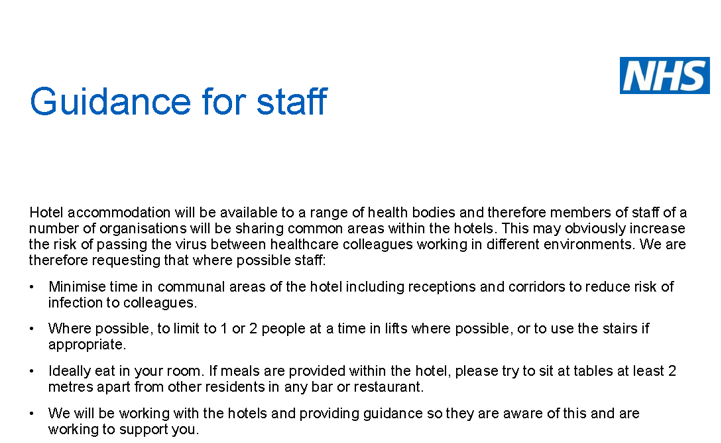 NHS
Guidance for staff
Hotel accommodation will be available to a range of health bodies and therefore members of staff of a
number of organisations will be sharing common areas within the hotels. This may obviously increase
the risk of passing the virus between healthcare colleagues working in different environments. We are
therefore requesting that where possible staff:
• Minimise time in communal areas of the hotel including receptions and corridors to reduce risk of
infection to colleagues.
• Where possible, to limit to 1 or 2 people at a time in lifts where possible, or to use the stairs if
appropriate.
• Ideally eat in your room. If meals are provided within the hotel, please try to sit at tables at least 2
metres apart from other residents in any bar or restaurant.
• We will be working with the hotels and providing guidance so they are aware of this and are
working to support you.